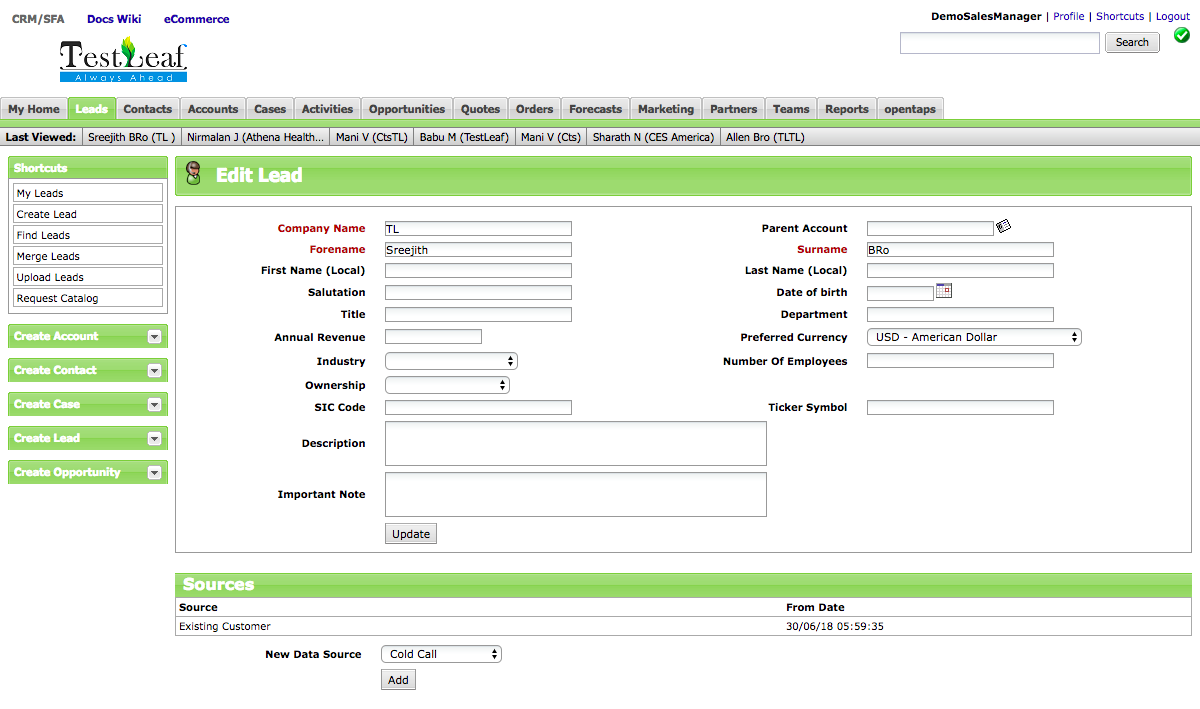 CRM/SFA Docs Wiki eCommerce
DemoSalesManager | Profile | Shortcuts | Logout
Search
TestLeaf
Always Ahead
My Home Leads Contacts Accounts Cases Activities Opportunities Quotes Orders Forecasts Marketing Partners Teams Reports opentaps
Last Viewed: Sreejith BRo (TL ) Nirmalan J (Athena Health... Mani V (CtsTL) Babu M (TestLeaf) Mani V (Cts) Sharath N (CES America) Allen Bro (TLTL)
Shortcuts
My Leads
Create Lead
Find Leads
Merge Leads
Upload Leads
Request Catalog
Create Account
Create Contact
Create Case
Create Lead
Create Opportunity
Edit Lead
Company Name TL Parent Account
Forename Sreejith Surname BRo
First Name (Local) Last Name (Local)
Salutation Date of birth
Title Department
Annual Revenue Preferred Currency USD - American Dollar
Industry Number Of Employees
Ownership
SIC Code Ticker Symbol
Description
Important Note
Update
Sources
Source From Date
Existing Customer 30/06/18 05:59:35
New Data Source Cold Call
Add